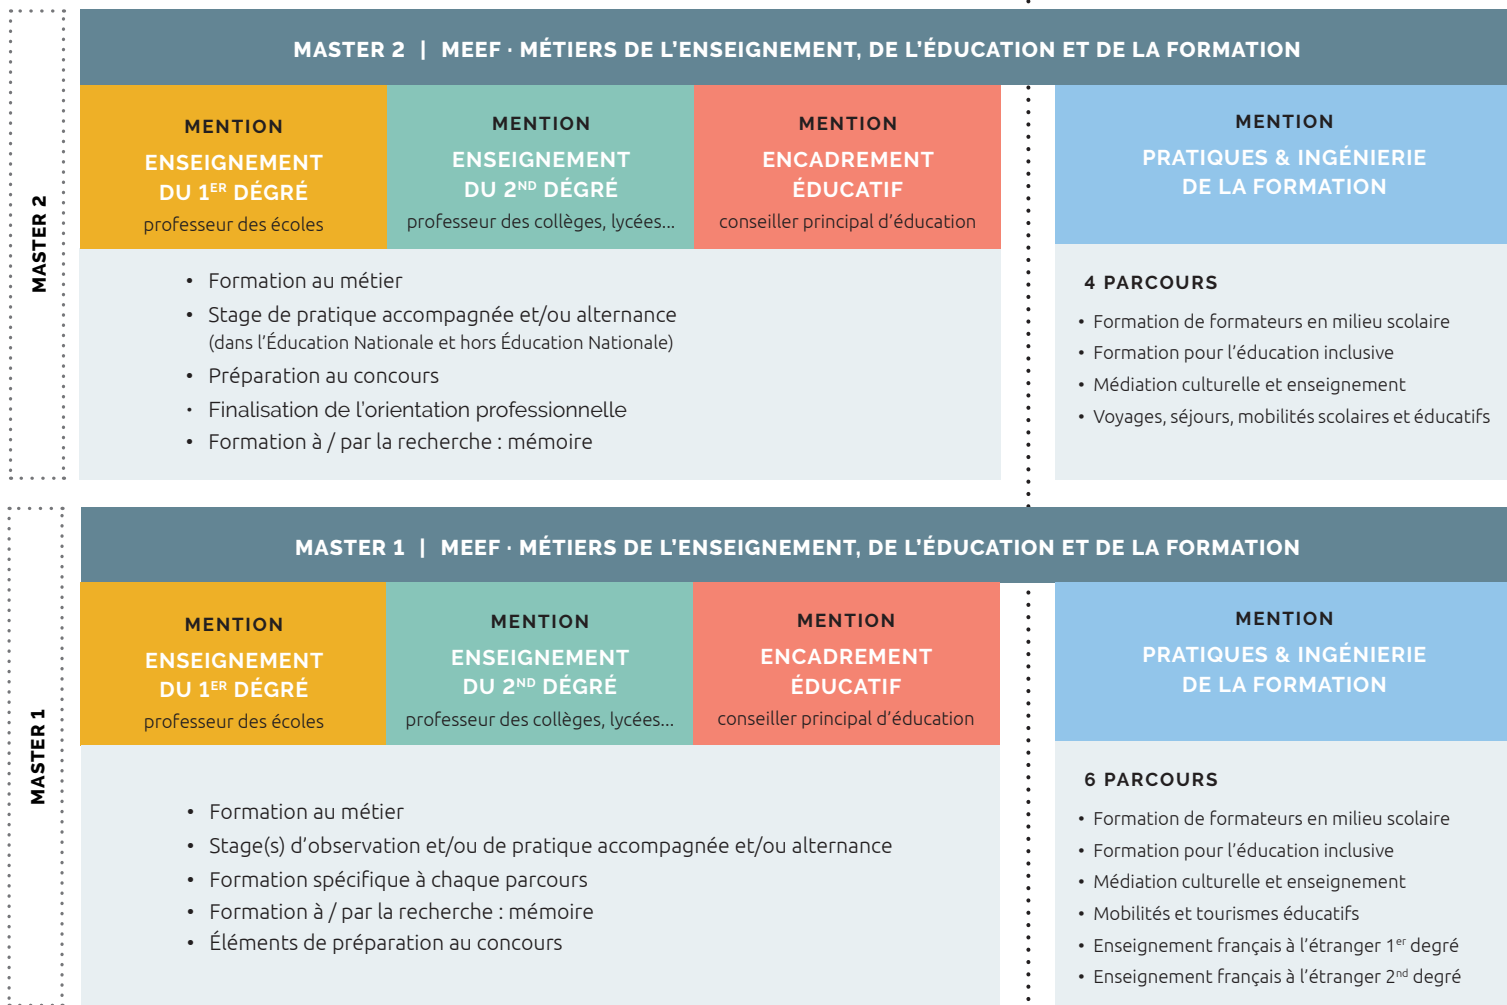 MASTER 2
MASTER 2 | MEEF · MÉTIERS DE L'ENSEIGNEMENT, DE L'ÉDUCATION ET DE LA FORMATION
MENTION
ENSEIGNEMENT
DU 1ER DÉGRÉ
professeur des écoles
MENTION
ENSEIGNEMENT
DU 2ND DÉGRÉ
professeur des collèges, lycées...
MENTION
ENCADREMENT
ÉDUCATIF
conseiller principal d'éducation
• Formation au métier
• Stage de pratique accompagnée et/ou alternance
(dans l'Éducation Nationale et hors Éducation Nationale)
• Préparation au concours
• Finalisation de l'orientation professionnelle
• Formation à / par la recherche : mémoire
MENTION
PRATIQUES & INGÉNIERIE
DE LA FORMATION
4 PARCOURS
• Formation de formateurs en milieu scolaire
• Formation pour l'éducation inclusive
• Médiation culturelle et enseignement
• Voyages, séjours, mobilités scolaires et éducatifs
MASTER 1
MASTER 1 | MEEF · MÉTIERS DE L'ENSEIGNEMENT, DE L'ÉDUCATION ET DE LA FORMATION
MENTION
ENSEIGNEMENT
DU 1ER DÉGRÉ
professeur des écoles
MENTION
ENSEIGNEMENT
DU 2ND DÉGRÉ
professeur des collèges, lycées...
MENTION
ENCADREMENT
ÉDUCATIF
conseiller principal d'éducation
• Formation au métier
• Stage(s) d'observation et/ou de pratique accompagnée et/ou alternance
• Formation spécifique à chaque parcours
• Formation à / par la recherche : mémoire
• Éléments de préparation au concours
MENTION
PRATIQUES & INGÉNIERIE
DE LA FORMATION
6 PARCOURS
• Formation de formateurs en milieu scolaire
• Formation pour l'éducation inclusive
• Médiation culturelle et enseignement
• Mobilités et tourismes éducatifs
• Enseignement français à l'étranger 1er degré
• Enseignement français à l'étranger 2nd degré